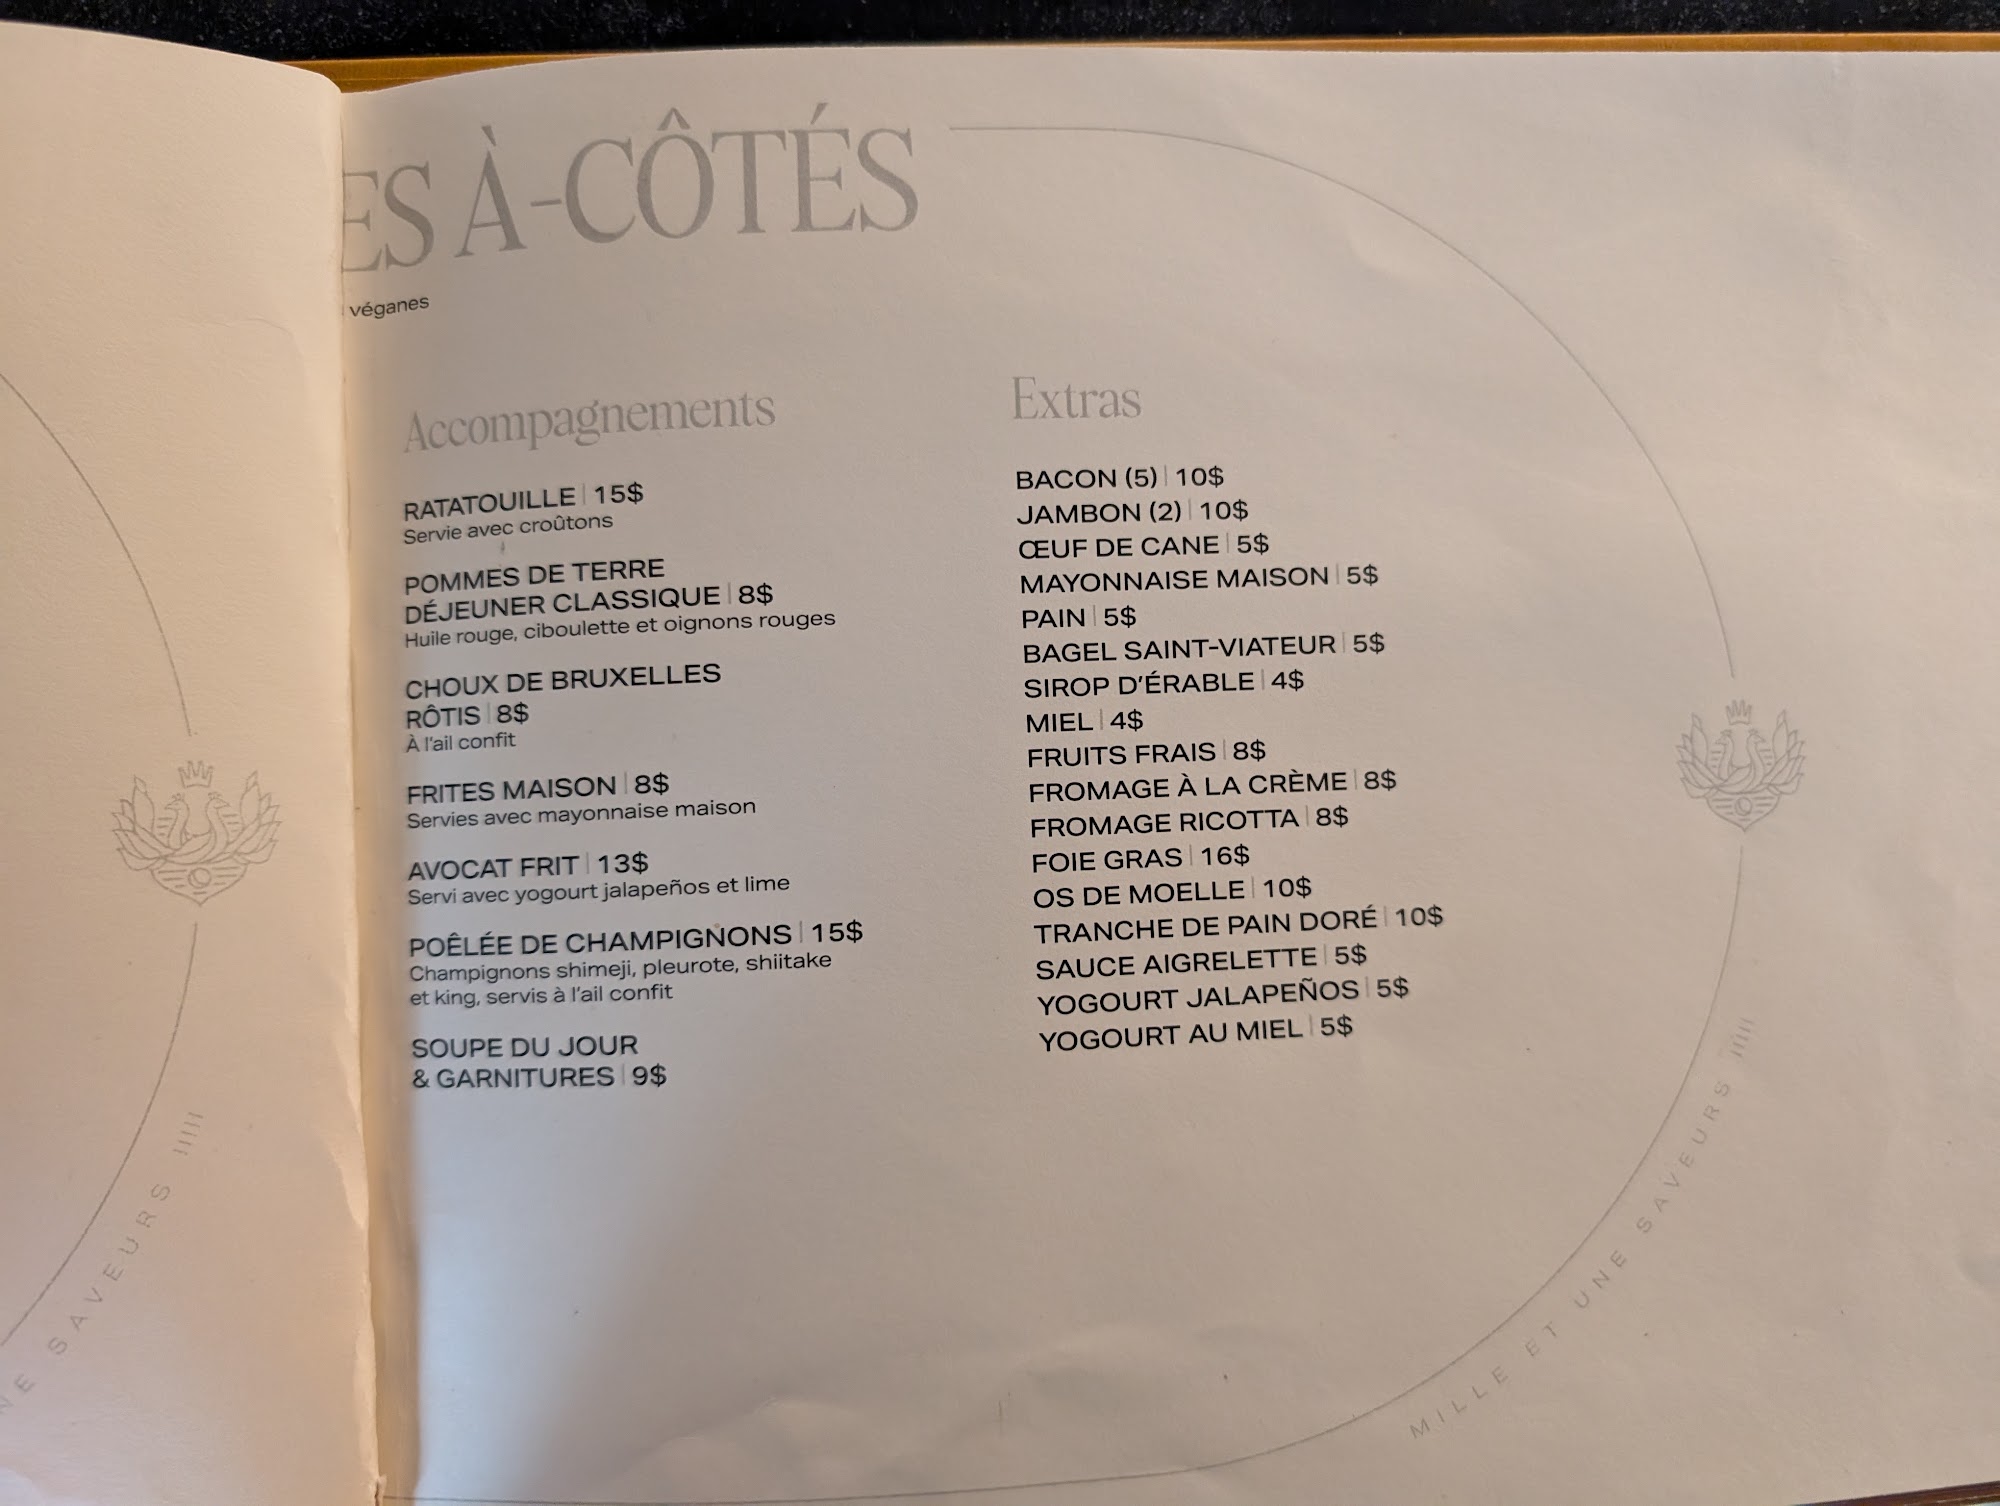 ES À-CÔTÉS
véganes
Accompagnements
RATATOUILLE | 15$
Servie avec croûtons
POMMES DE TERRE
DÉJEUNER CLASSIQUE | 8$
Huile rouge, ciboulette et oignons rouges
CHOUX DE BRUXELLES
RÔTIS | 8$
À l'ail confit
FRITES MAISON | 8$
Servies avec mayonnaise maison
AVOCAT FRIT | 13$
Servi avec yogourt jalapeños et lime
POÊLÉE DE CHAMPIGNONS | 15$
Champignons shimeji, pleurote, shiitake
et king, servis à l'ail confit
SOUPE DU JOUR
& GARNITURES | 9$
Extras
BACON (5) | 10$
JAMBON (2) | 10$
ŒUF DE CANE | 5$
MAYONNAISE MAISON | 5$
PAIN | 5$
BAGEL SAINT-VIATEUR | 5$
SIROP D'ÉRABLE | 4$
MIEL | 4$
FRUITS FRAIS | 8$
FROMAGE À LA CRÈME | 8$
FROMAGE RICOTTA | 8$
FOIE GRAS | 16$
OS DE MOELLE | 10$
TRANCHE DE PAIN DORÉ | 10$
SAUCE AIGRELETTE | 5$
YOGOURT JALAPEÑOS | 5$
YOGOURT AU MIEL | 5$
MILLE ET UNE SAVEURS
NE SAVEURS